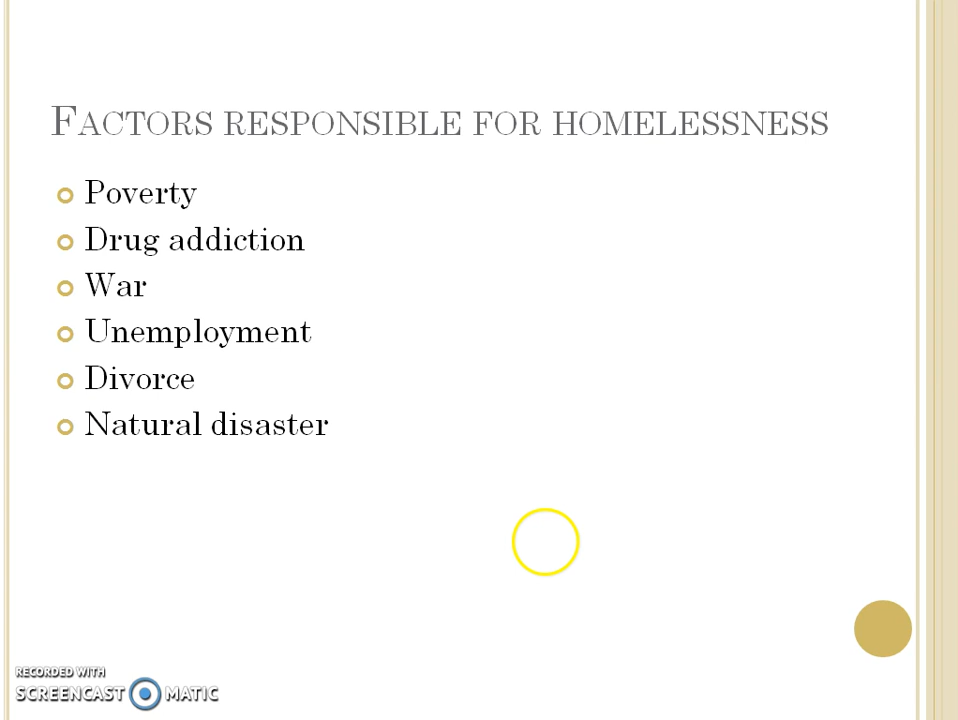 FACTORS RESPONSIBLE FOR HOMELESSNESS
Poverty
Drug addiction
War
Unemployment
Divorce
Natural disaster
RECORDED WITH
SCREENCAST MATIC